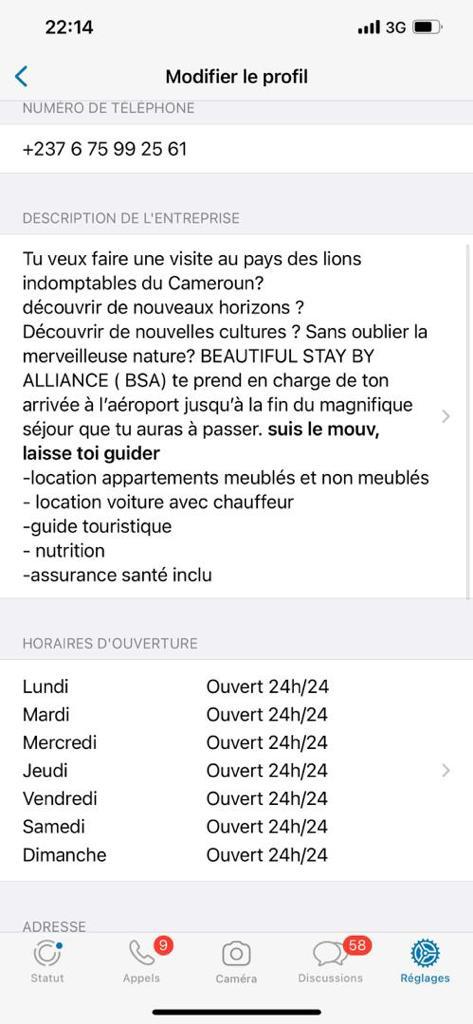 22:14
3G
Modifier le profil
NUMÉRO DE TÉLÉPHONE
+237 6 75 99 25 61
DESCRIPTION DE L'ENTREPRISE
Tu veux faire une visite au pays des lions
indomptables du Cameroun?
découvrir de nouveaux horizons ?
Découvrir de nouvelles cultures ? Sans oublier la
merveilleuse nature? BEAUTIFUL STAY BY
ALLIANCE ( BSA) te prend en charge de ton
arrivée à l'aéroport jusqu'à la fin du magnifique
séjour que tu auras à passer. suis le mouv,
laisse toi guider
-location appartements meublés et non meublés
- location voiture avec chauffeur
-guide touristique
- nutrition
-assurance santé inclu
HORAIRES D'OUVERTURE
Lundi Ouvert 24h/24
Mardi Ouvert 24h/24
Mercredi Ouvert 24h/24
Jeudi Ouvert 24h/24
Vendredi Ouvert 24h/24
Samedi Ouvert 24h/24
Dimanche Ouvert 24h/24
ADRESSE
9 58
Statut Appels Caméra Discussions Réglages